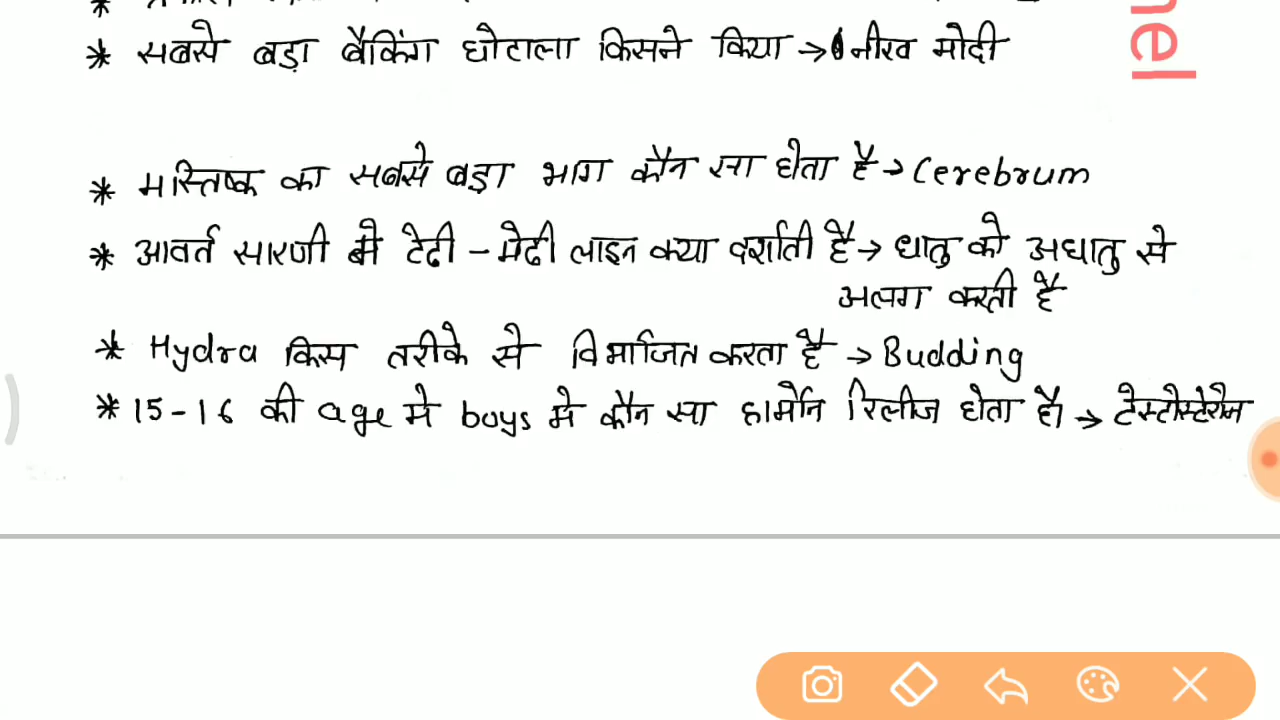 * सबसे बड़ा बैकिंग घोटाला किसने किया → नीरव मोदी
nel
* मस्तिष्क का सबसे बड़ा भाग कौन सा होता है → Cerebrum
* आवर्त सारणी मे टेढी - मेढी लाइन क्या दर्शाती है → धातु को अधातु से
अलग करती है
* Hydra किस तरीके से विभाजित करता है → Budding
* 15-16 की age मे boys मे कौन सा हार्मोन रिलीज होता है। → टेस्टोस्टेरोन